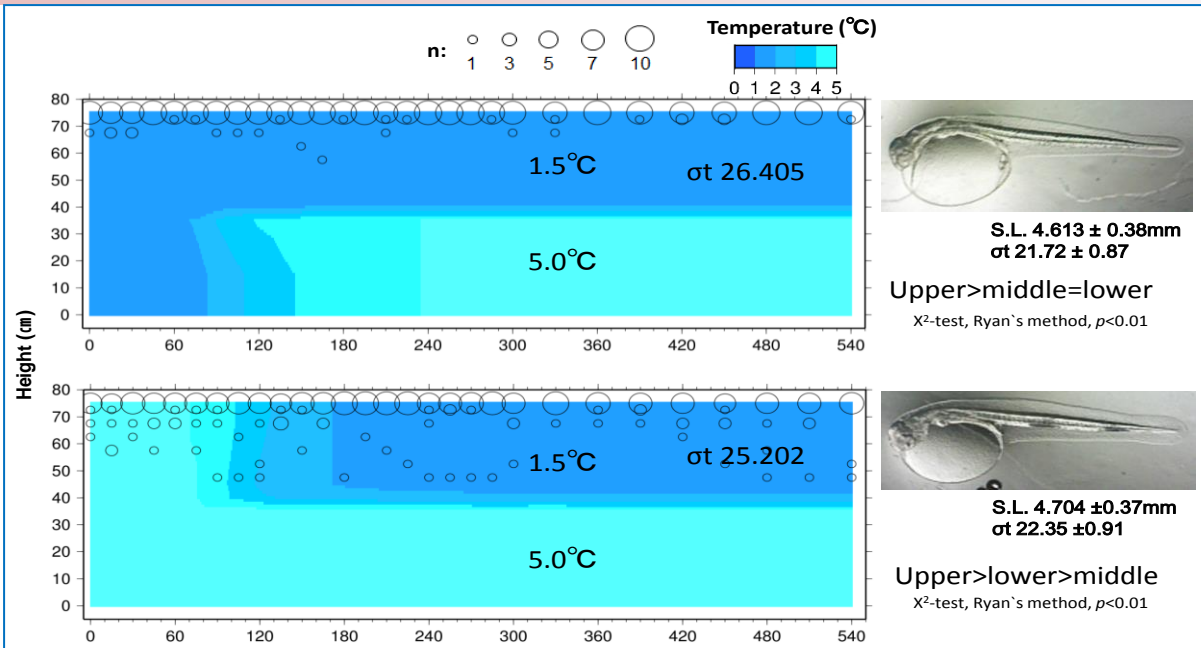 n:
1 3 5 7 10
Temperature (℃)
0 1 2 3 4 5
Height (㎝)
80
70
60
50
40
30
20
10
0
1.5℃
σt 26.405
5.0℃
0 60 120 180 240 300 360 420 480 540
S.L. 4.613 ± 0.38mm
σt 21.72 ± 0.87
Upper>middle=lower
X²-test, Ryan`s method, p<0.01
80
70
60
50
40
30
20
10
0
1.5℃
σt 25.202
5.0℃
0 60 120 180 240 300 360 420 480 540
S.L. 4.704 ±0.37mm
σt 22.35 ±0.91
Upper>lower>middle
X²-test, Ryan`s method, p<0.01